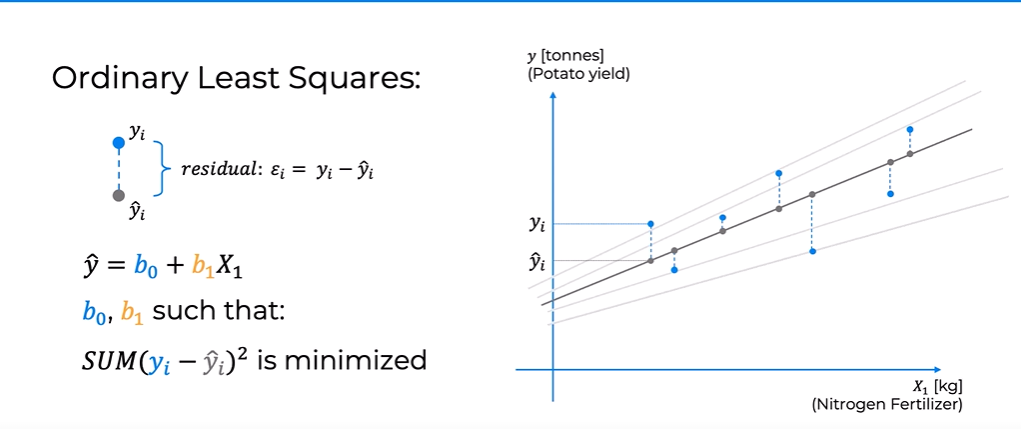 Ordinary Least Squares:
yᵢ
residual: εᵢ = yᵢ − ŷᵢ
ŷᵢ
ŷ = b₀ + b₁X₁
b₀, b₁ such that:
SUM(yᵢ − ŷᵢ)² is minimized
y [tonnes]
(Potato yield)
yᵢ
ŷᵢ
X₁ [kg]
(Nitrogen Fertilizer)